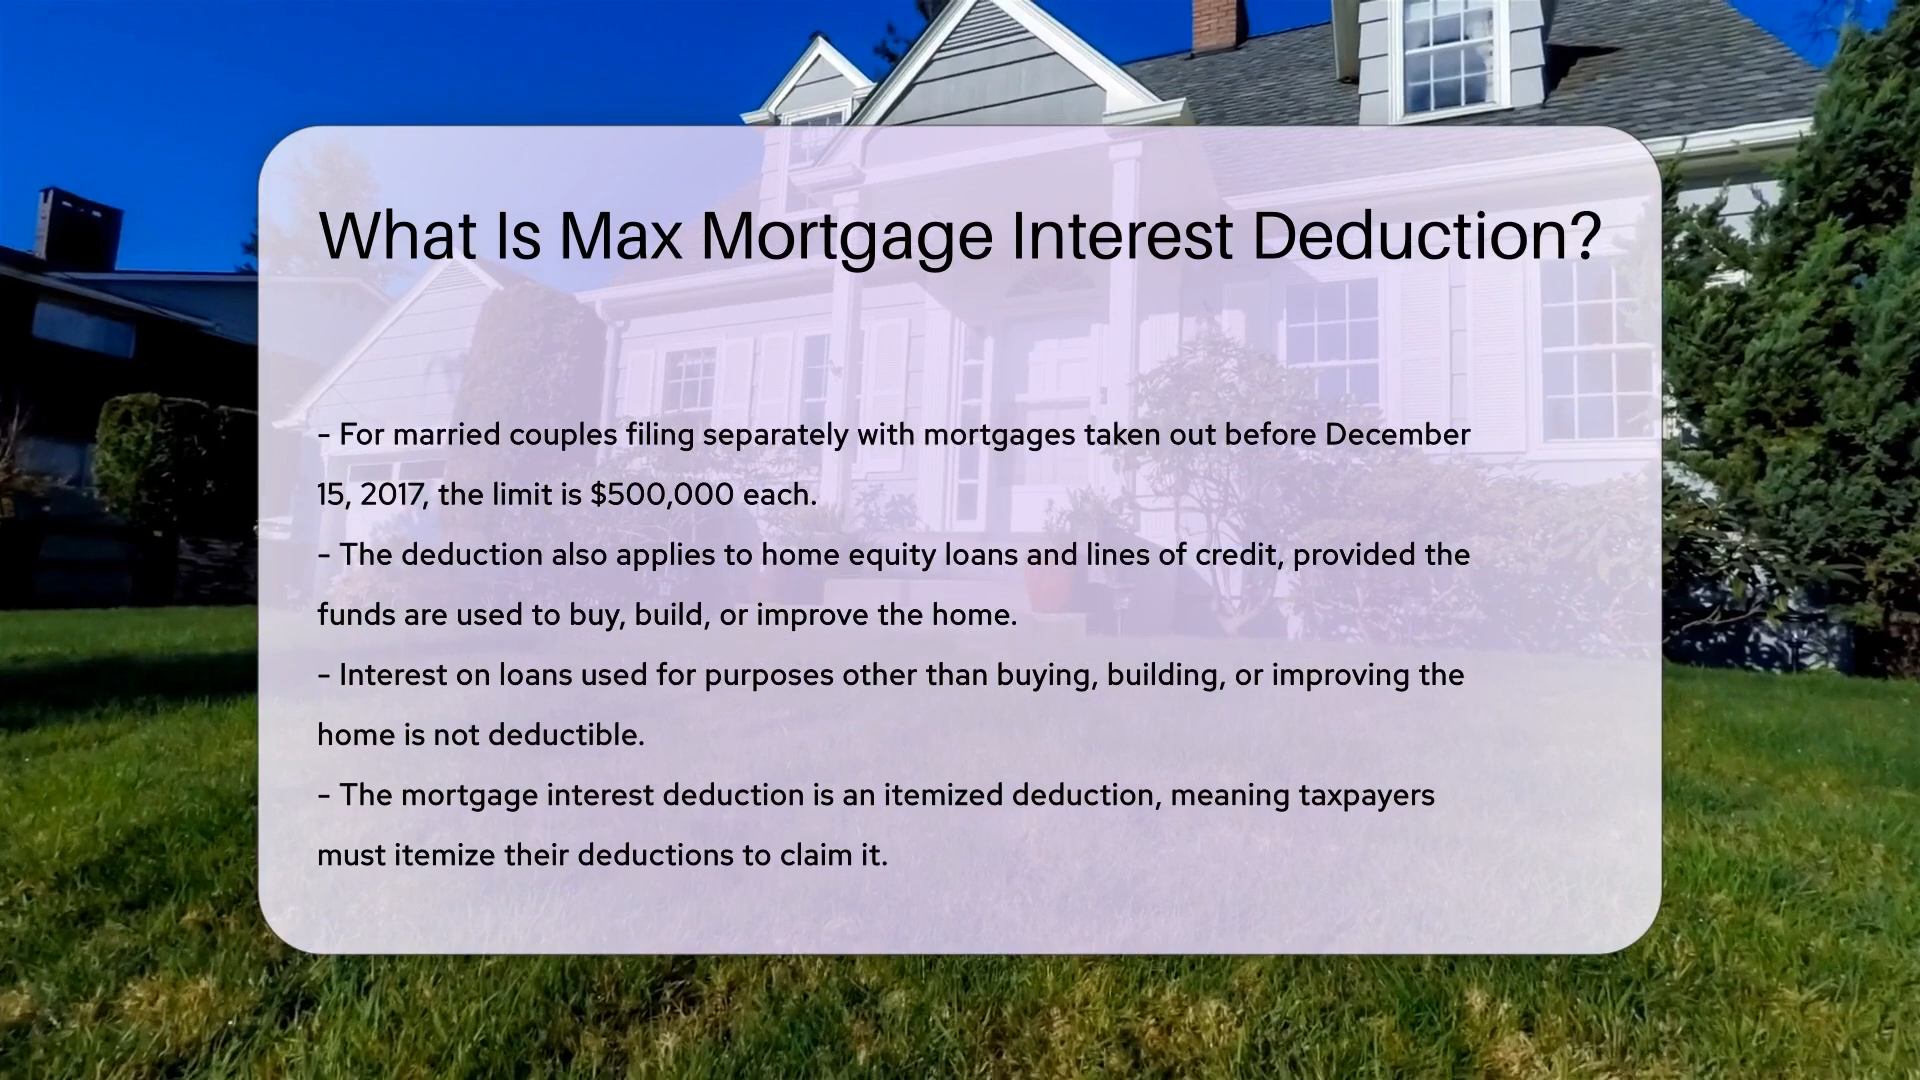 What Is Max Mortgage Interest Deduction?
- For married couples filing separately with mortgages taken out before December
15, 2017, the limit is $500,000 each.
- The deduction also applies to home equity loans and lines of credit, provided the
funds are used to buy, build, or improve the home.
- Interest on loans used for purposes other than buying, building, or improving the
home is not deductible.
- The mortgage interest deduction is an itemized deduction, meaning taxpayers
must itemize their deductions to claim it.